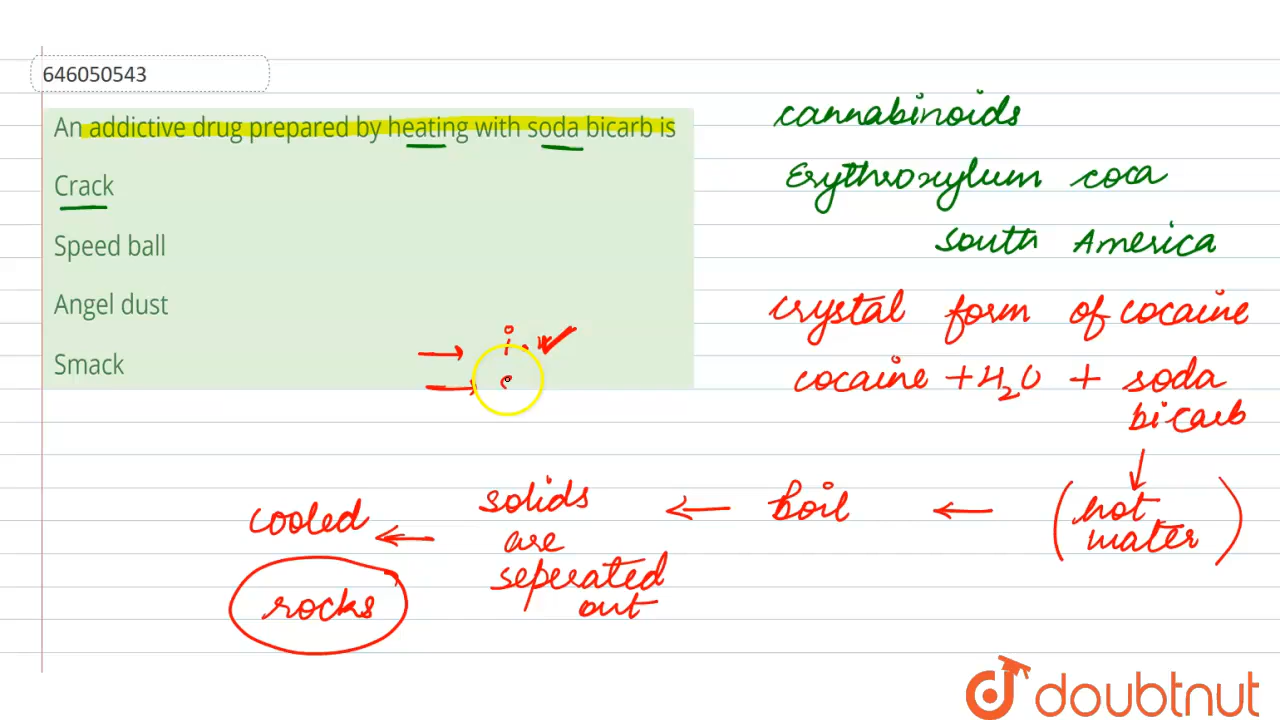 646050543
An addictive drug prepared by heating with soda bicarb is
Crack
Speed ball
Angel dust
Smack
cannabinoids
Erythroxylum coca
South America
crystal form of cocaine
cocaine + H2O + soda
bicarb
(hot
water)
boil
solids
are
seperated
out
cooled
rocks
doubtnut